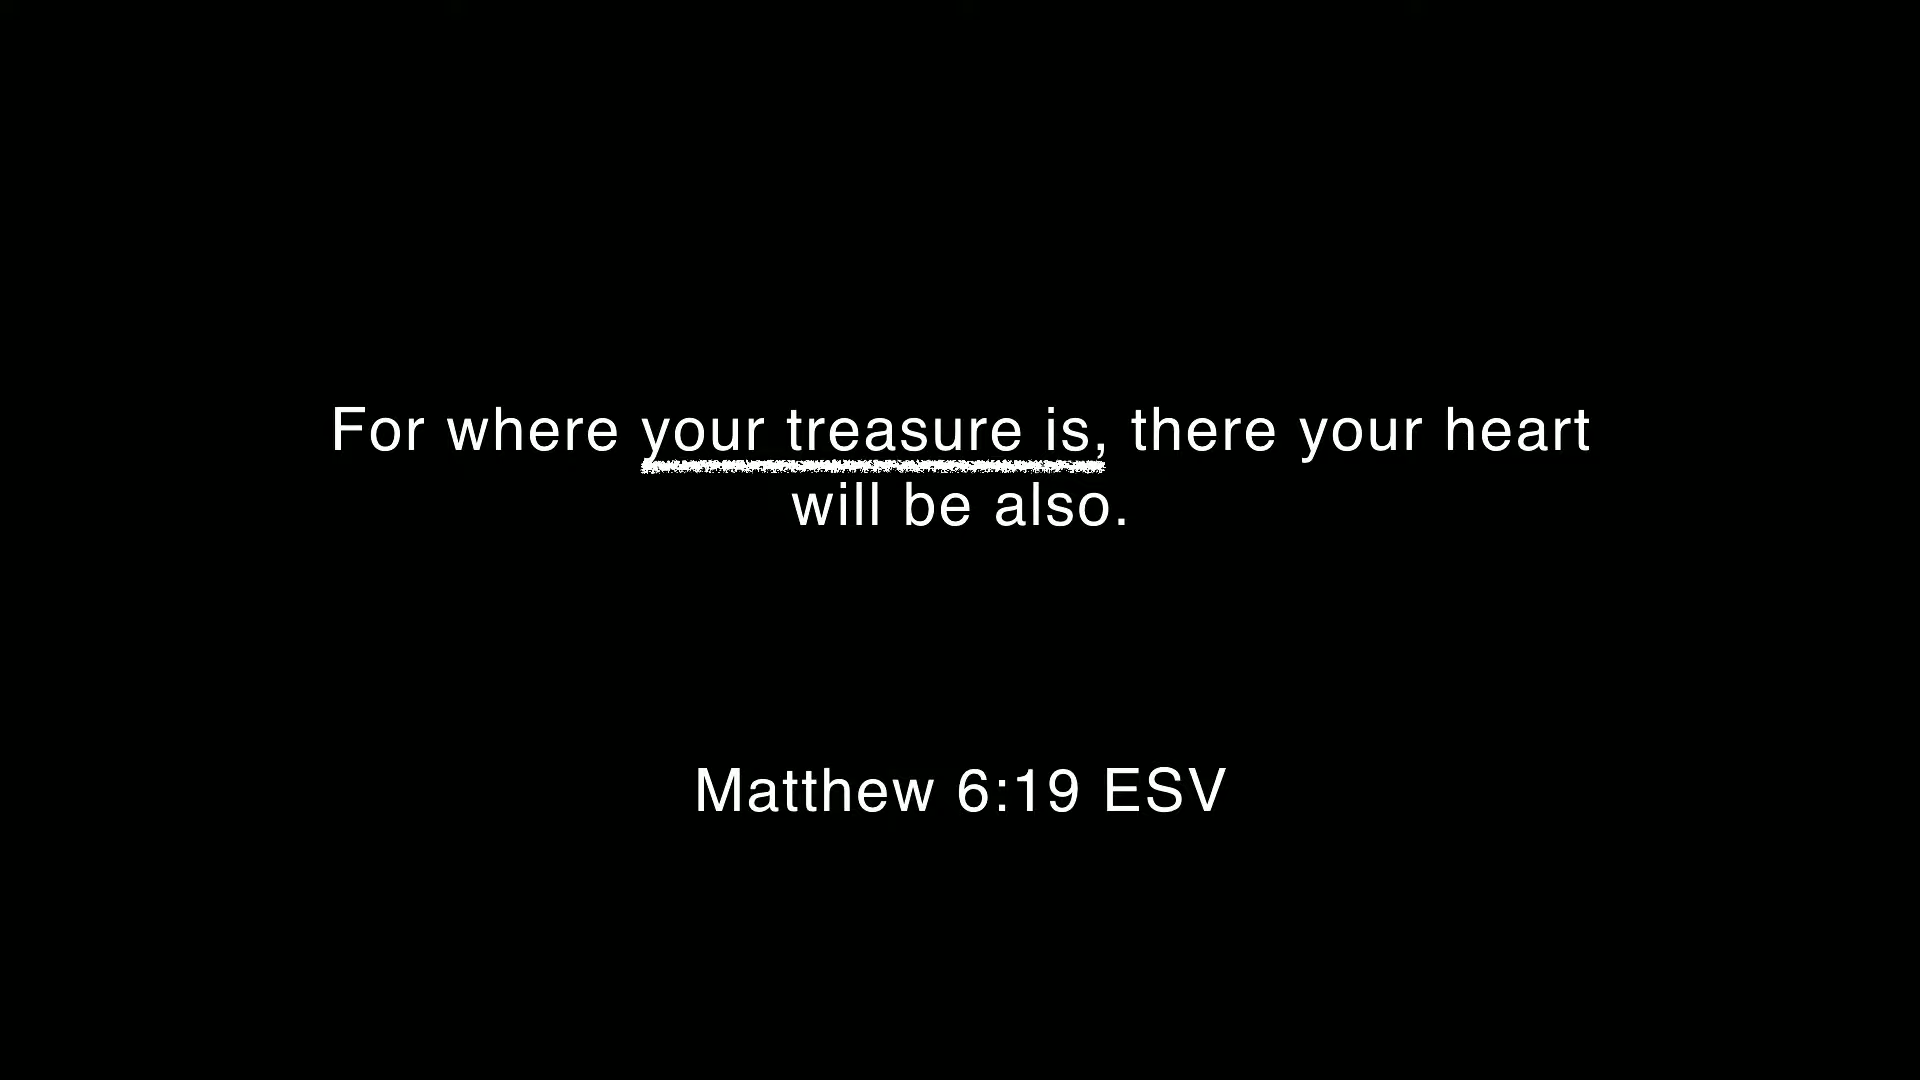 For where your treasure is, there your heart
will be also.
Matthew 6:19 ESV